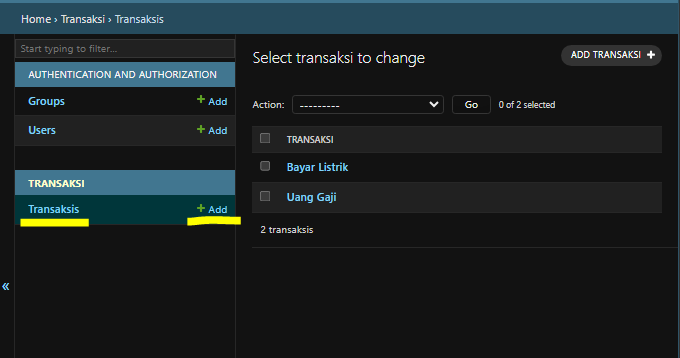 Home › Transaksi › Transaksis
Start typing to filter...
AUTHENTICATION AND AUTHORIZATION
Groups + Add
Users + Add
TRANSAKSI
Transaksis + Add
«
Select transaksi to change
ADD TRANSAKSI +
Action: --------- Go 0 of 2 selected
TRANSAKSI
Bayar Listrik
Uang Gaji
2 transaksis